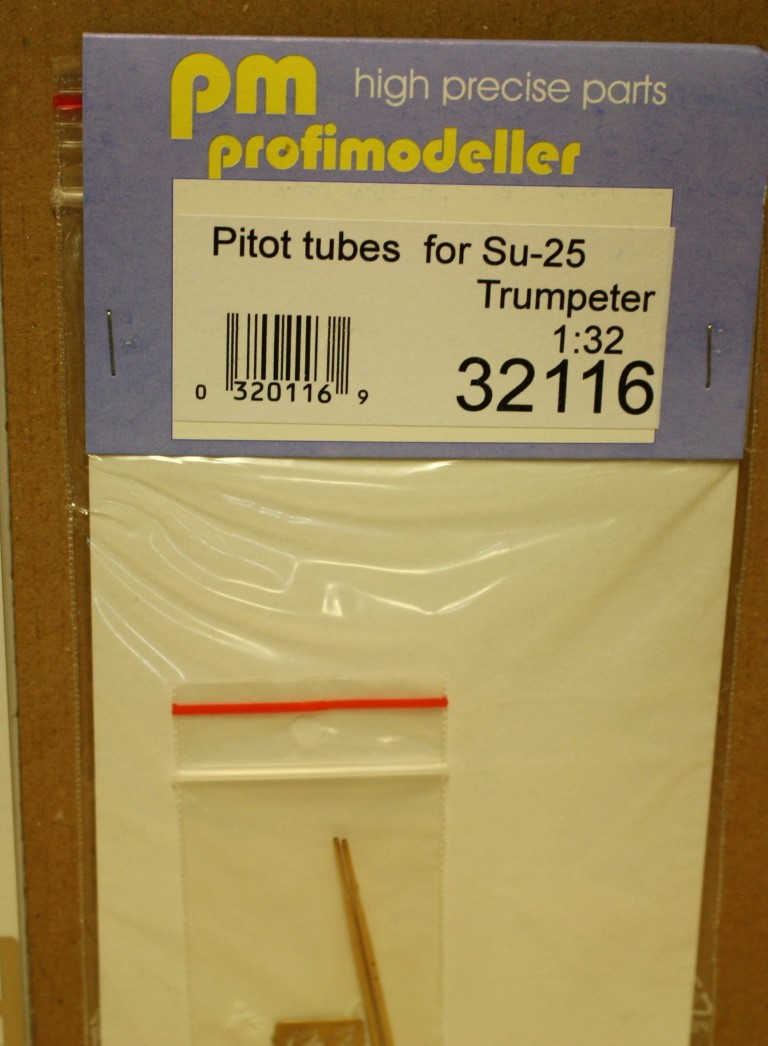 pm high precise parts
profimodeller
Pitot tubes for Su-25
Trumpeter
1:32
32116
0 320116 9